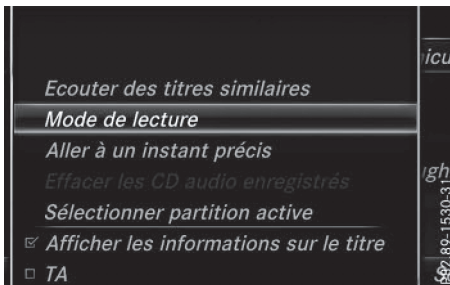 Ecouter des titres similaires
Mode de lecture
Aller à un instant précis
Effacer les CD audio enregistrés
Sélectionner partition active
Afficher les informations sur le titre
TA